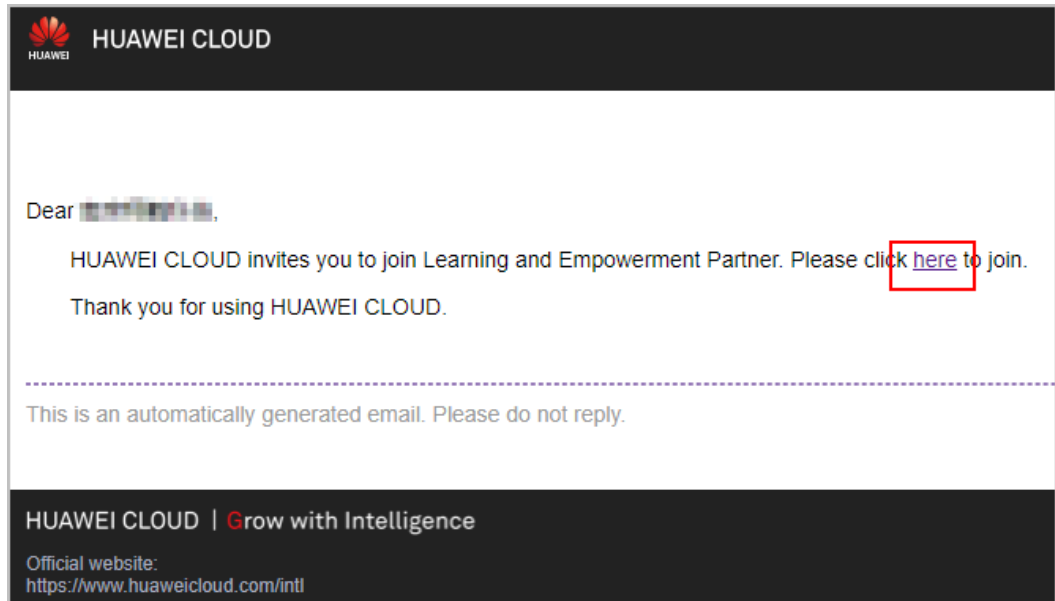 HUAWEI
HUAWEI CLOUD
Dear ,
HUAWEI CLOUD invites you to join Learning and Empowerment Partner. Please click here to join.
Thank you for using HUAWEI CLOUD.
This is an automatically generated email. Please do not reply.
HUAWEI CLOUD | Grow with Intelligence
Official website:
https://www.huaweicloud.com/intl